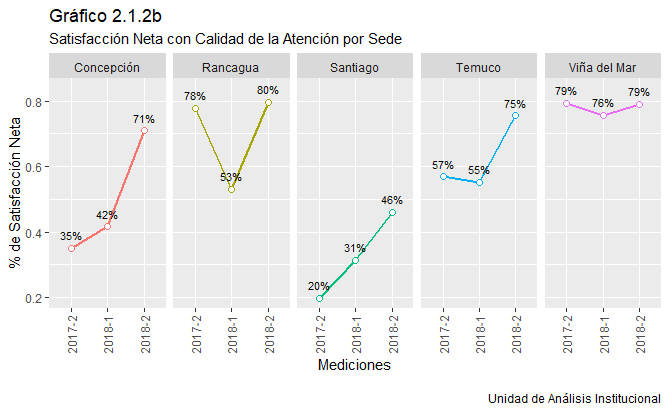 Gráfico 2.1.2b
Satisfacción Neta con Calidad de la Atención por Sede
Concepción Rancagua Santiago Temuco Viña del Mar
% de Satisfacción Neta
0.8
0.6
0.4
0.2
35% 42% 71%
78% 53% 80%
20% 31% 46%
57% 55% 75%
79% 76% 79%
2017-2 2018-1 2018-2 2017-2 2018-1 2018-2 2017-2 2018-1 2018-2 2017-2 2018-1 2018-2 2017-2 2018-1 2018-2
Mediciones
Unidad de Análisis Institucional